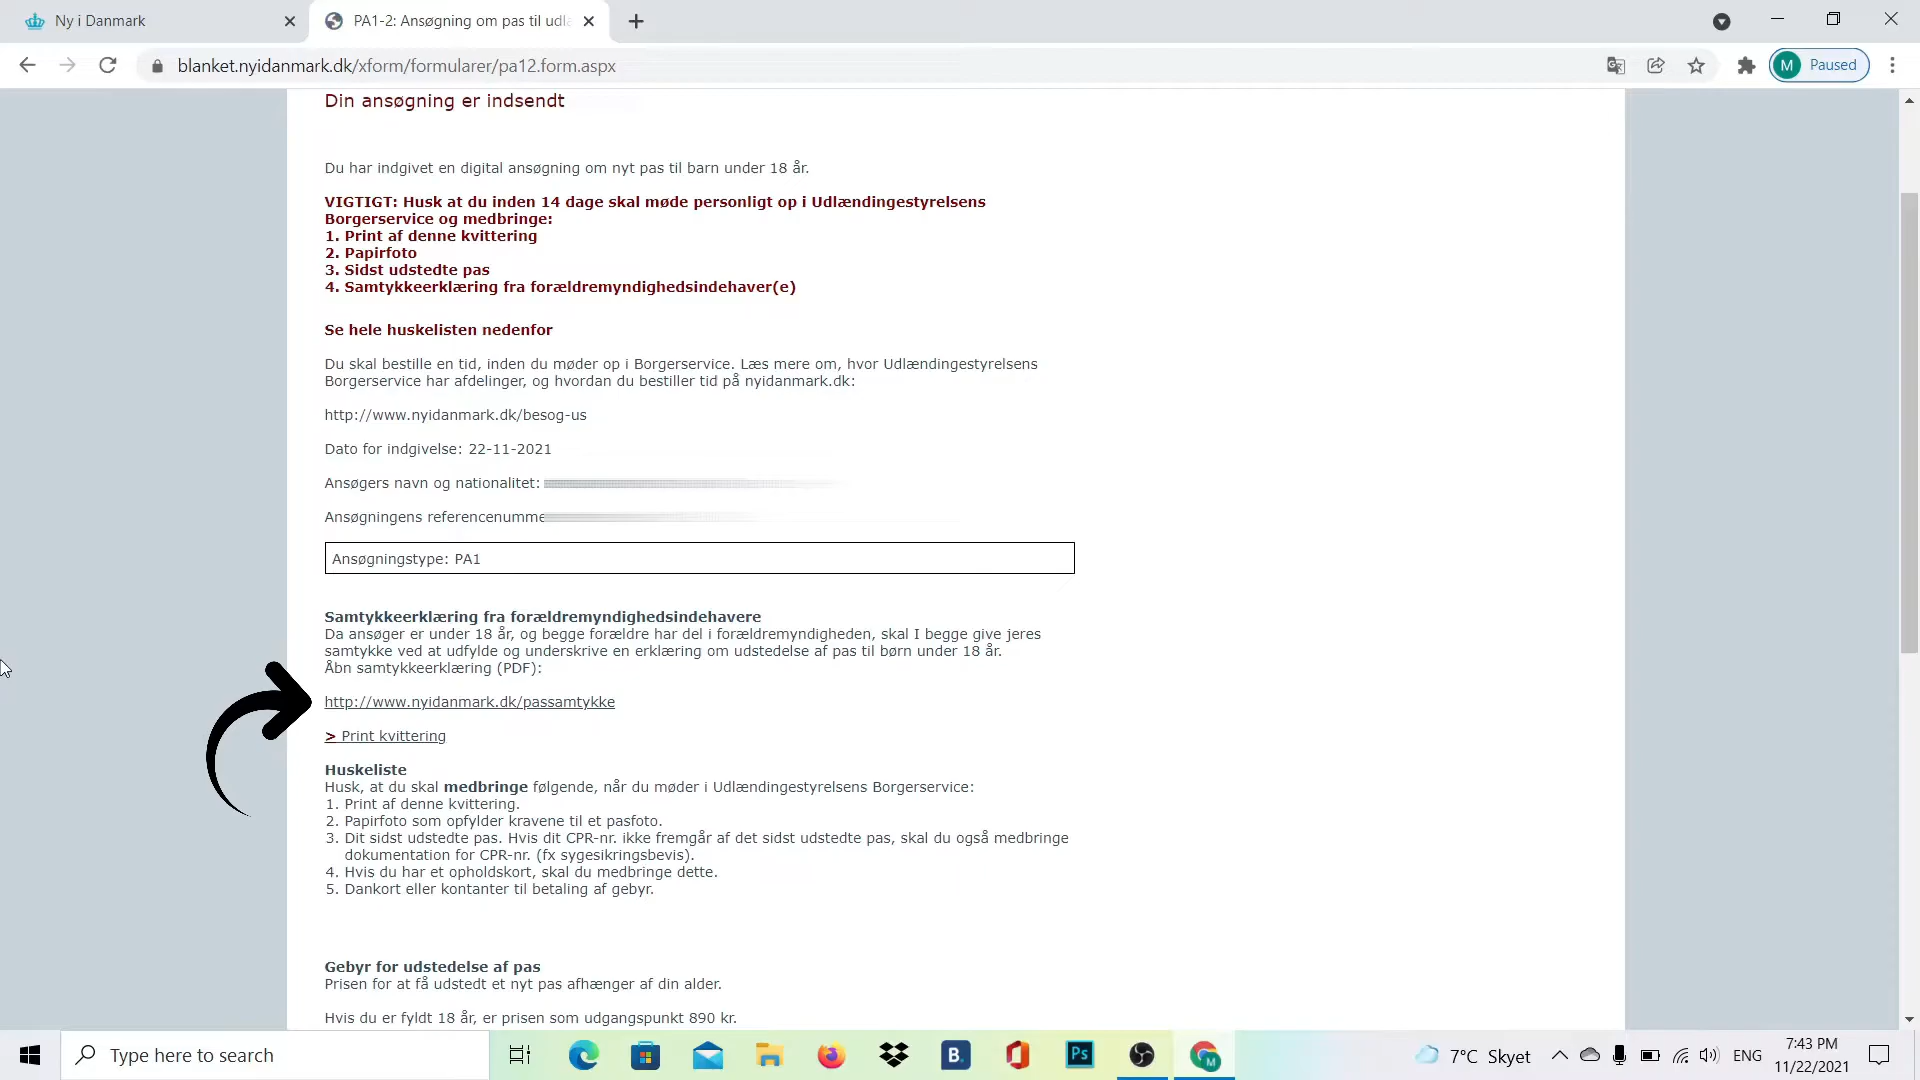 Ny i Danmark
PA1-2: Ansøgning om pas til udl
blanket.nyidanmark.dk/xform/formularer/pa12.form.aspx
M Paused
Din ansøgning er indsendt
Du har indgivet en digital ansøgning om nyt pas til barn under 18 år.
VIGTIGT: Husk at du inden 14 dage skal møde personligt op i Udlændingestyrelsens
Borgerservice og medbringe:
1. Print af denne kvittering
2. Papirfoto
3. Sidst udstedte pas
4. Samtykkeerklæring fra forældremyndighedsindehaver(e)
Se hele huskelisten nedenfor
Du skal bestille en tid, inden du møder op i Borgerservice. Læs mere om, hvor Udlændingestyrelsens
Borgerservice har afdelinger, og hvordan du bestiller tid på nyidanmark.dk:
http://www.nyidanmark.dk/besog-us
Dato for indgivelse: 22-11-2021
Ansøgers navn og nationalitet:
Ansøgningens referencenumme
Ansøgningstype: PA1
Samtykkeerklæring fra forældremyndighedsindehavere
Da ansøger er under 18 år, og begge forældre har del i forældremyndigheden, skal I begge give jeres
samtykke ved at udfylde og underskrive en erklæring om udstedelse af pas til børn under 18 år.
Åbn samtykkeerklæring (PDF):
http://www.nyidanmark.dk/passamtykke
> Print kvittering
Huskeliste
Husk, at du skal medbringe følgende, når du møder i Udlændingestyrelsens Borgerservice:
1. Print af denne kvittering.
2. Papirfoto som opfylder kravene til et pasfoto.
3. Dit sidst udstedte pas. Hvis dit CPR-nr. ikke fremgår af det sidst udstedte pas, skal du også medbringe
dokumentation for CPR-nr. (fx sygesikringsbevis).
4. Hvis du har et opholdskort, skal du medbringe dette.
5. Dankort eller kontanter til betaling af gebyr.
Gebyr for udstedelse af pas
Prisen for at få udstedt et nyt pas afhænger af din alder.
Hvis du er fyldt 18 år, er prisen som udgangspunkt 890 kr.
Type here to search
B.
Ps
M
7°C Skyet
ENG
7:43 PM
11/22/2021